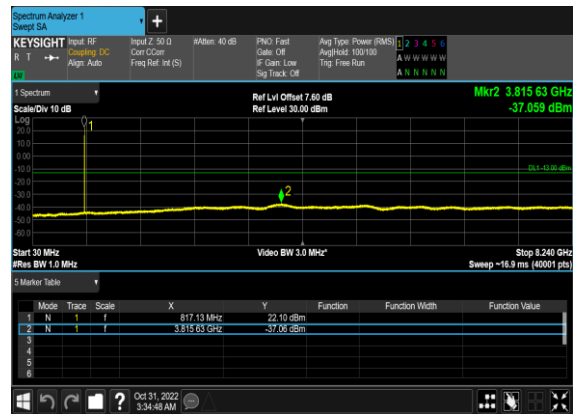 Spectrum Analyzer 1
Swept SA
+
KEYSIGHT Input: RF Input Z: 50 Ω #Atten: 40 dB PNO: Fast Avg Type: Power (RMS) 1 2 3 4 5 6
R T Coupling: DC Corr CCorr Gate: Off Avg|Hold: 100/100 A W W W W W
Align: Auto Freq Ref: Int (S) IF Gain: Low Trig: Free Run
LW Sig Track: Off A N N N N N
1 Spectrum Ref Lvl Offset 7.60 dB Mkr2 3.815 63 GHz
Scale/Div 10 dB Ref Level 30.00 dBm -37.059 dBm
Log
1
20.0
10.0
0.00
-10.0
DL1 -13.00 dBm
-20.0
-30.0
2
-40.0
-50.0
-60.0
Start 30 MHz Video BW 3.0 MHz* Stop 8.240 GHz
#Res BW 1.0 MHz Sweep ~16.9 ms (40001 pts)
5 Marker Table
Mode Trace Scale X Y Function Function Width Function Value
1 N 1 f 817.13 MHz 22.10 dBm
2 N 1 f 3.815 63 GHz -37.06 dBm
3
4
5
6
? Oct 31, 2022
3:34:48 AM